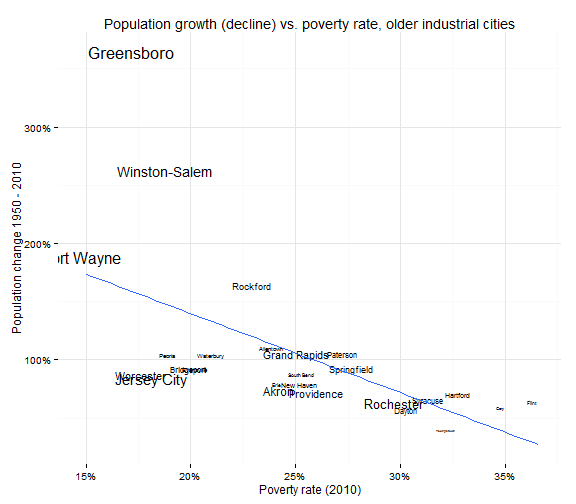 Population growth (decline) vs. poverty rate, older industrial cities
Greensboro
300%
Winston-Salem
200%
ort Wayne
Rockford
Allentown
Peoria
Waterbury
Grand Rapids
Paterson
100%
Bridgeport
Springfield
Worcester
Jersey City
South Bend
Erie
New Haven
Akron
Providence
Hartford
Rochester
Syracuse
Flint
Dayton
Gary
15%
20%
25%
30%
35%
Poverty rate (2010)
Population change 1950 - 2010